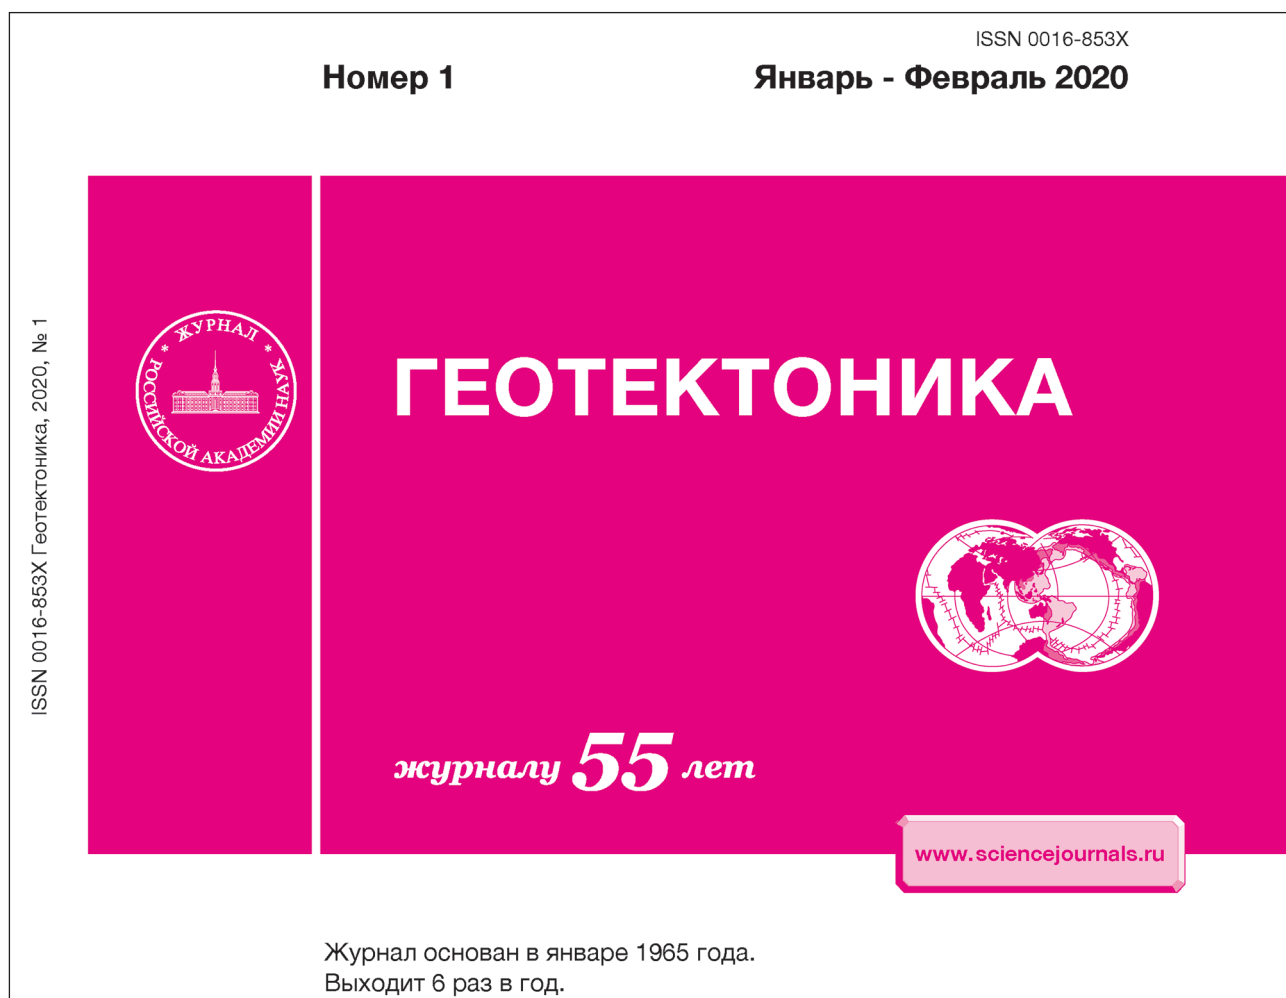 ISSN 0016-853X
Номер 1
Январь - Февраль 2020
ISSN 0016-853X Геотектоника, 2020, № 1
* ЖУРНАЛ *
РОССИЙСКОЙ АКАДЕМИИ НАУК
ГЕОТЕКТОНИКА
журналу 55 лет
www.sciencejournals.ru
Журнал основан в январе 1965 года.
Выходит 6 раз в год.